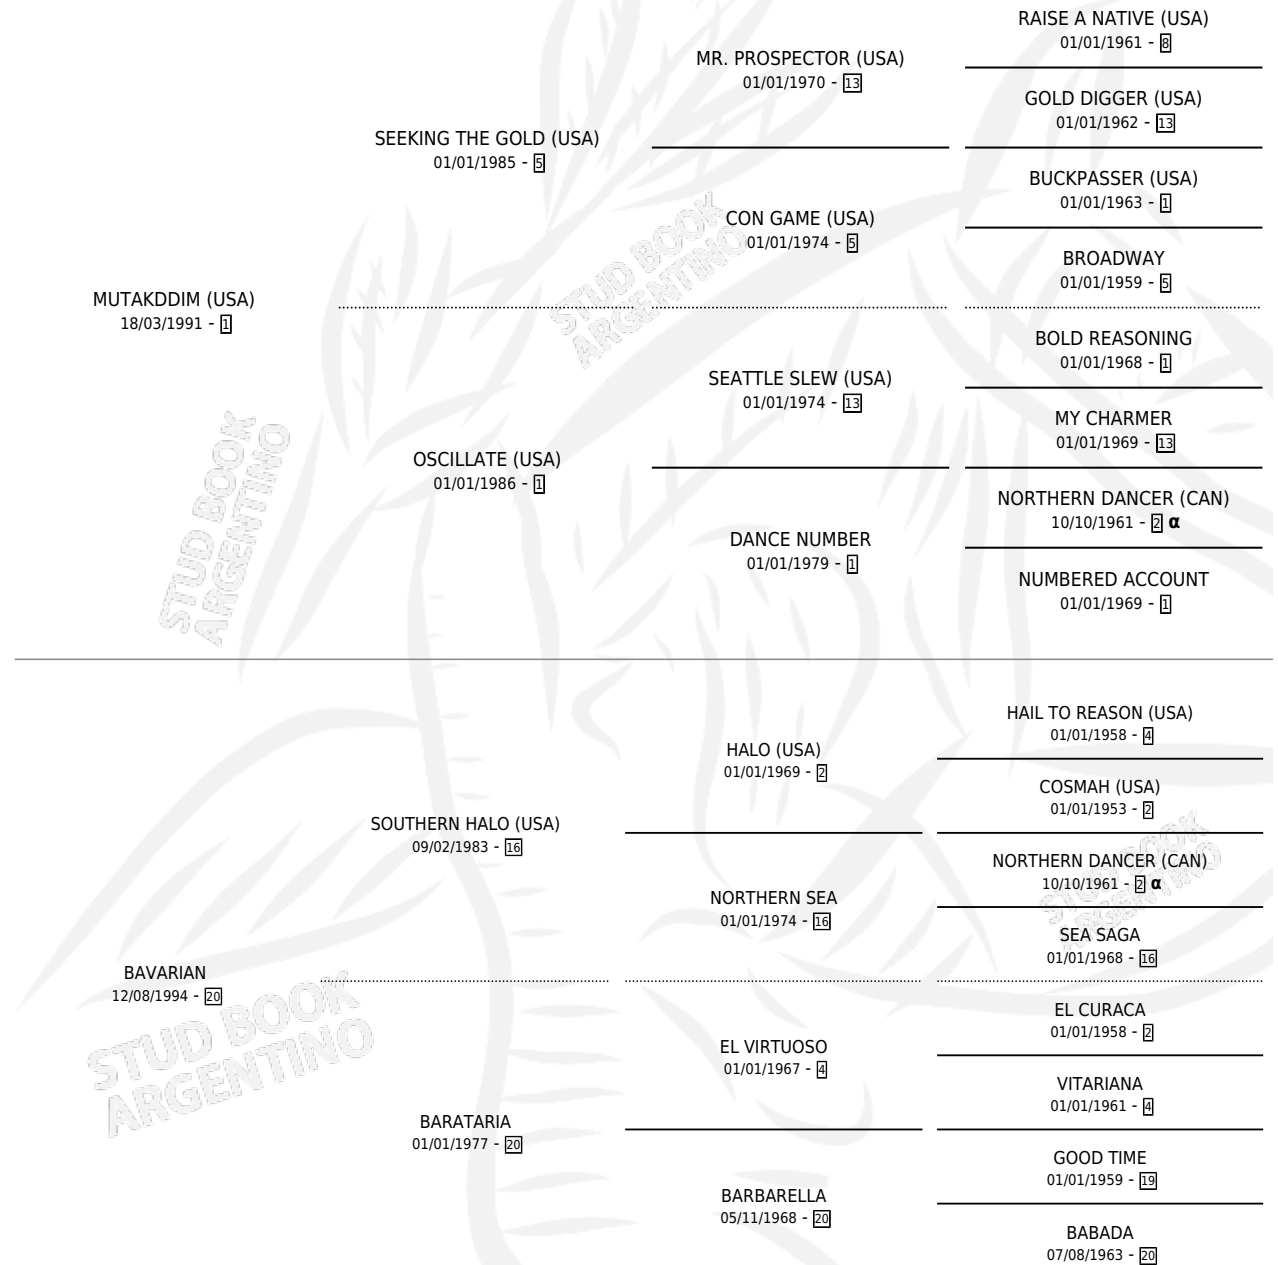 RAISE A NATIVE (USA)
01/01/1961 - 8
MR. PROSPECTOR (USA)
01/01/1970 - 13
GOLD DIGGER (USA)
01/01/1962 - 13
SEEKING THE GOLD (USA)
01/01/1985 - 5
BUCKPASSER (USA)
01/01/1963 - 1
CON GAME (USA)
01/01/1974 - 5
BROADWAY
01/01/1959 - 5
MUTAKDDIM (USA)
18/03/1991 - 1
BOLD REASONING
01/01/1968 - 1
SEATTLE SLEW (USA)
01/01/1974 - 13
MY CHARMER
01/01/1969 - 13
OSCILLATE (USA)
01/01/1986 - 1
NORTHERN DANCER (CAN)
10/10/1961 - 2 α
DANCE NUMBER
01/01/1979 - 1
NUMBERED ACCOUNT
01/01/1969 - 1
HAIL TO REASON (USA)
01/01/1958 - 4
HALO (USA)
01/01/1969 - 2
COSMAH (USA)
01/01/1953 - 2
SOUTHERN HALO (USA)
09/02/1983 - 16
NORTHERN DANCER (CAN)
10/10/1961 - 2 α
NORTHERN SEA
01/01/1974 - 16
SEA SAGA
01/01/1968 - 16
BAVARIAN
12/08/1994 - 20
EL CURACA
01/01/1958 - 2
EL VIRTUOSO
01/01/1967 - 4
VITARIANA
01/01/1961 - 4
BARATARIA
01/01/1977 - 20
GOOD TIME
01/01/1959 - 19
BARBARELLA
05/11/1968 - 20
BABADA
07/08/1963 - 20
STUD BOOK
ARGENTINO
STUD BOOK
ARGENTINO
STUD BOOK
ARGENTINO
STUD BOOK
ARGENTINO